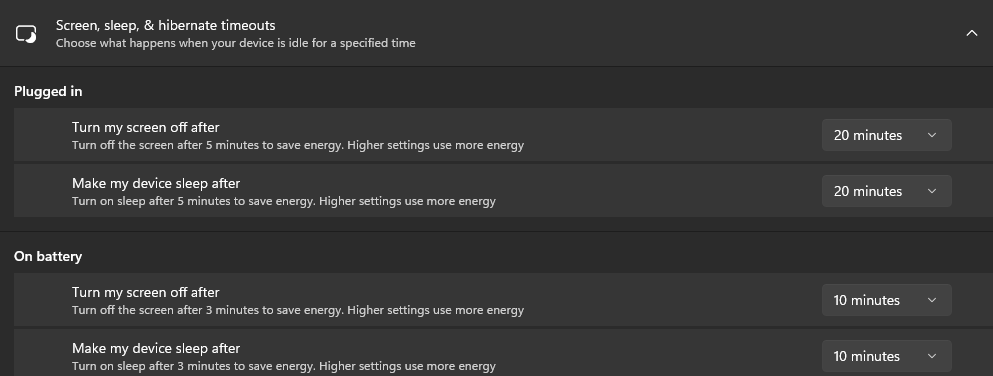 Screen, sleep, & hibernate timeouts
Choose what happens when your device is idle for a specified time
Plugged in
Turn my screen off after
Turn off the screen after 5 minutes to save energy. Higher settings use more energy
20 minutes
Make my device sleep after
Turn on sleep after 5 minutes to save energy. Higher settings use more energy
20 minutes
On battery
Turn my screen off after
Turn off the screen after 3 minutes to save energy. Higher settings use more energy
10 minutes
Make my device sleep after
Turn on sleep after 3 minutes to save energy. Higher settings use more energy
10 minutes